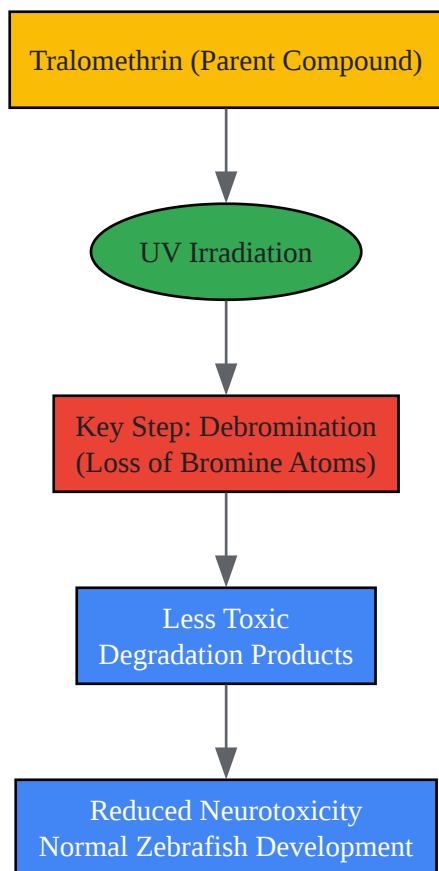 Tralomethrin (Parent Compound)
UV Irradiation
Key Step: Debromination
(Loss of Bromine Atoms)
Less Toxic
Degradation Products
Reduced Neurotoxicity
Normal Zebrafish Development